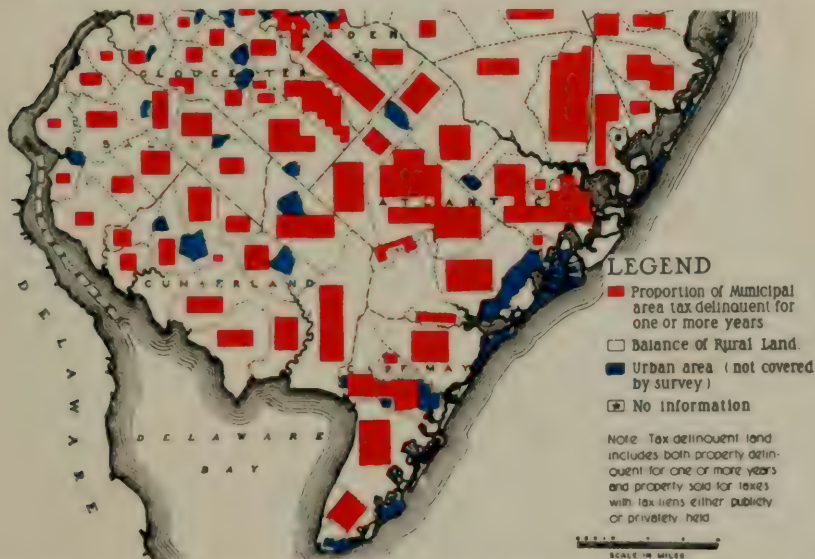 GLOUCESTER
ATLANTIC
CUMBERLAND
DELAWARE
DELAWARE
BAY
LEGEND
Proportion of Municipal
area tax delinquent for
one or more years
Balance of Rural Land.
Urban area (not covered
by survey)
No information
Note: Tax delinquent land
includes both property delin-
quent for one or more years
and property sold for taxes
with tax liens either publicly
or privately held
SCALE IN MILES